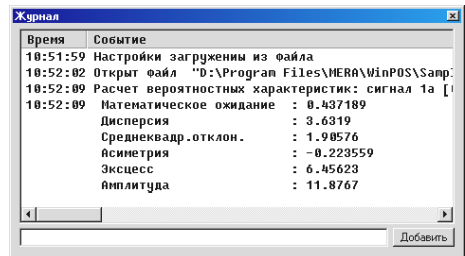 Журнал
Время Событие
10:51:59 Настройки загружены из файла
10:52:02 Открыт файл "D:\Program Files\MERA\WinPOS\Sampl
10:52:09 Расчет вероятностных характеристик: сигнал 1а [
10:52:09 Математическое ожидание : 0.437189
Дисперсия : 3.6319
Среднеквадр.отклон. : 1.90576
Асиметрия : -0.223559
Эксцесс : 6.45623
Амплитуда : 11.8767
Добавить